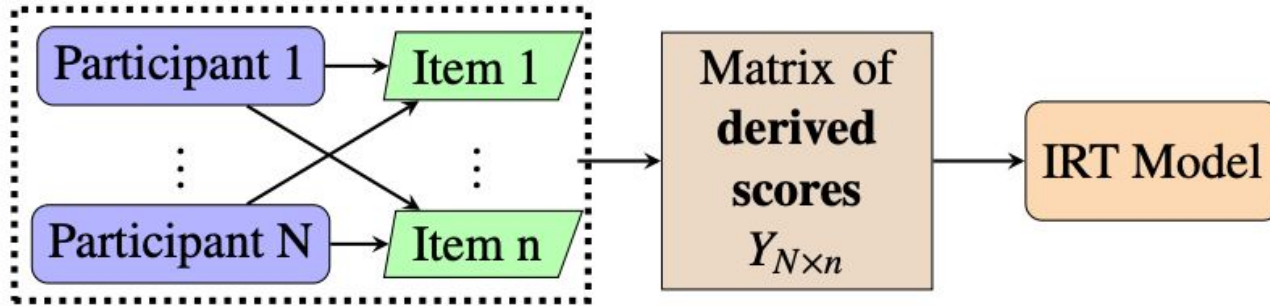 Participant 1
Item 1
⋮
⋮
Participant N
Item n
Matrix of
derived
scores
Y_{N×n}
IRT Model